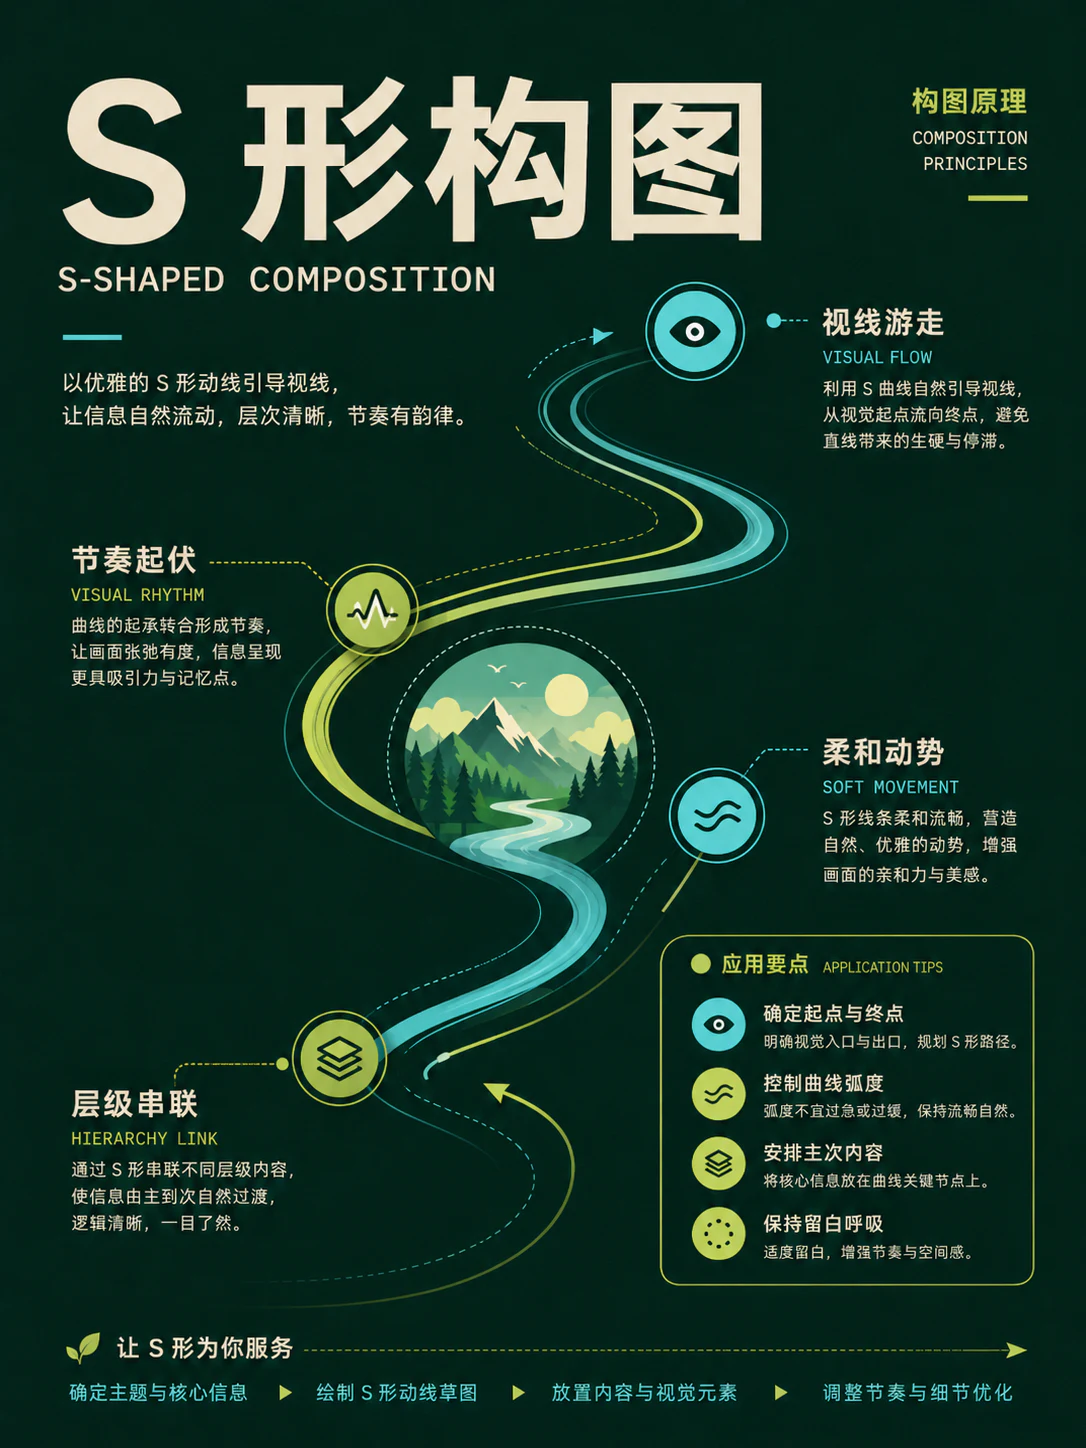 S 形构图
S-SHAPED COMPOSITION
构图原理
COMPOSITION
PRINCIPLES
以优雅的 S 形动线引导视线，
让信息自然流动，层次清晰，节奏有韵律。
视线游走
VISUAL FLOW
利用 S 曲线自然引导视线，
从视觉起点流向终点，避免
直线带来的生硬与停滞。
节奏起伏
VISUAL RHYTHM
曲线的起承转合形成节奏，
让画面张弛有度，信息呈现
更具吸引力与记忆点。
柔和动势
SOFT MOVEMENT
S 形线条柔和流畅，营造
自然、优雅的动势，增强
画面的亲和力与美感。
层级串联
HIERARCHY LINK
通过 S 形串联不同层级内容，
使信息由主到次自然过渡，
逻辑清晰，一目了然。
应用要点 APPLICATION TIPS
确定起点与终点
明确视觉入口与出口，规划 S 形路径。
控制曲线弧度
弧度不宜过急或过缓，保持流畅自然。
安排主次内容
将核心信息放在曲线关键节点上。
保持留白呼吸
适度留白，增强节奏与空间感。
让 S 形为你服务
确定主题与核心信息 绘制 S 形动线草图 放置内容与视觉元素 调整节奏与细节优化